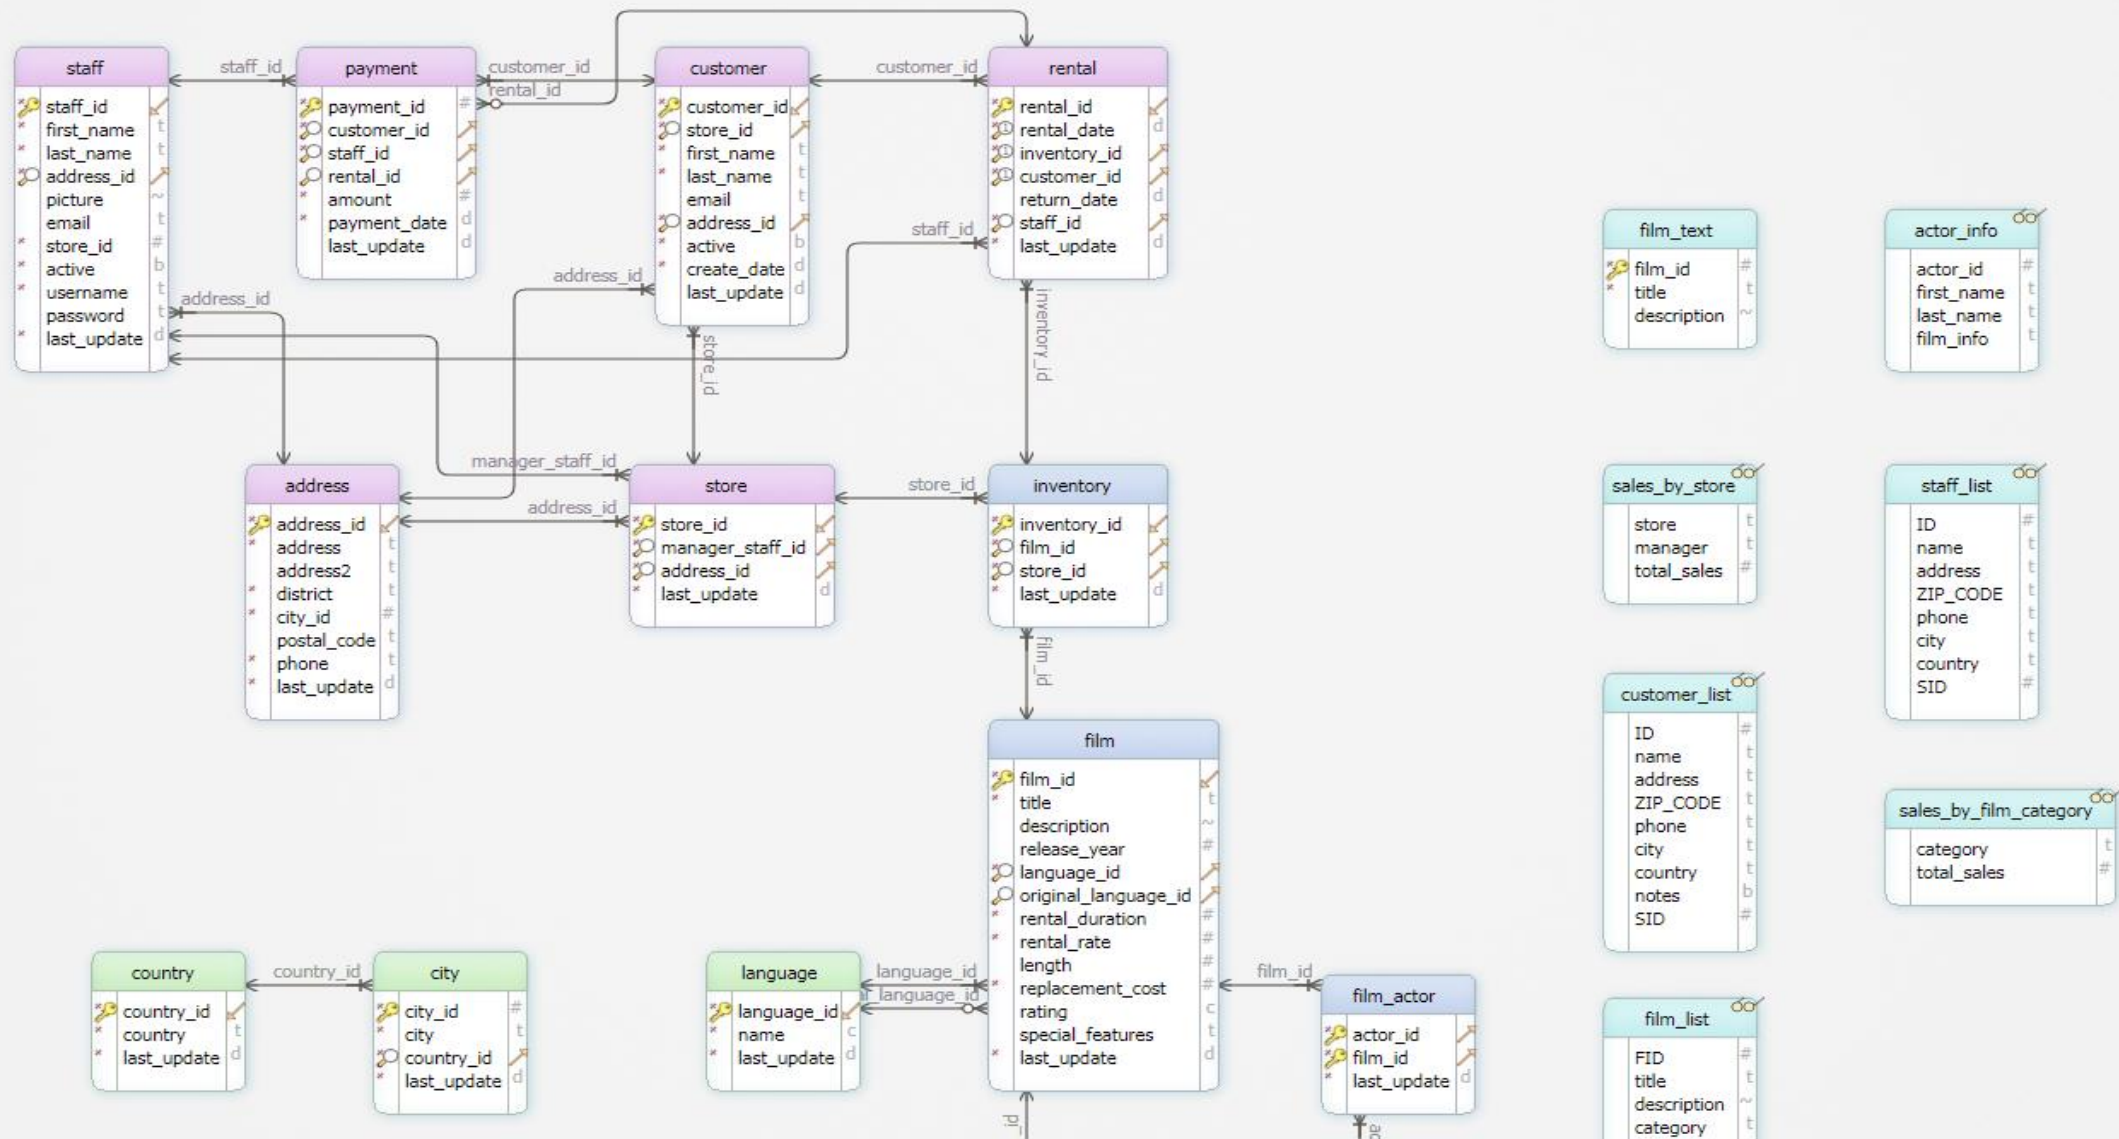 staff
staff_id
first_name
last_name
address_id
picture
email
store_id
active
username
password
last_update
staff_id
payment
payment_id
customer_id
staff_id
rental_id
amount
payment_date
last_update
customer_id
rental_id
customer
customer_id
store_id
first_name
last_name
email
address_id
active
create_date
last_update
customer_id
rental
rental_id
rental_date
inventory_id
customer_id
return_date
staff_id
last_update
staff_id
address_id
address_id
store_id
inventory_id
film_text
film_id
title
description
actor_info
actor_id
first_name
last_name
film_info
address
address_id
address
address2
district
city_id
postal_code
phone
last_update
manager_staff_id
address_id
store
store_id
manager_staff_id
address_id
last_update
store_id
inventory
inventory_id
film_id
store_id
last_update
film_id
sales_by_store
store
manager
total_sales
staff_list
ID
name
address
ZIP_CODE
phone
city
country
SID
customer_list
ID
name
address
ZIP_CODE
phone
city
country
notes
SID
sales_by_film_category
category
total_sales
film
film_id
title
description
release_year
language_id
original_language_id
rental_duration
rental_rate
length
replacement_cost
rating
special_features
last_update
country
country_id
country
last_update
country_id
city
city_id
city
country_id
last_update
language
language_id
name
last_update
language_id
l_language_id
film_id
film_actor
actor_id
film_id
last_update
film_list
FID
title
description
category